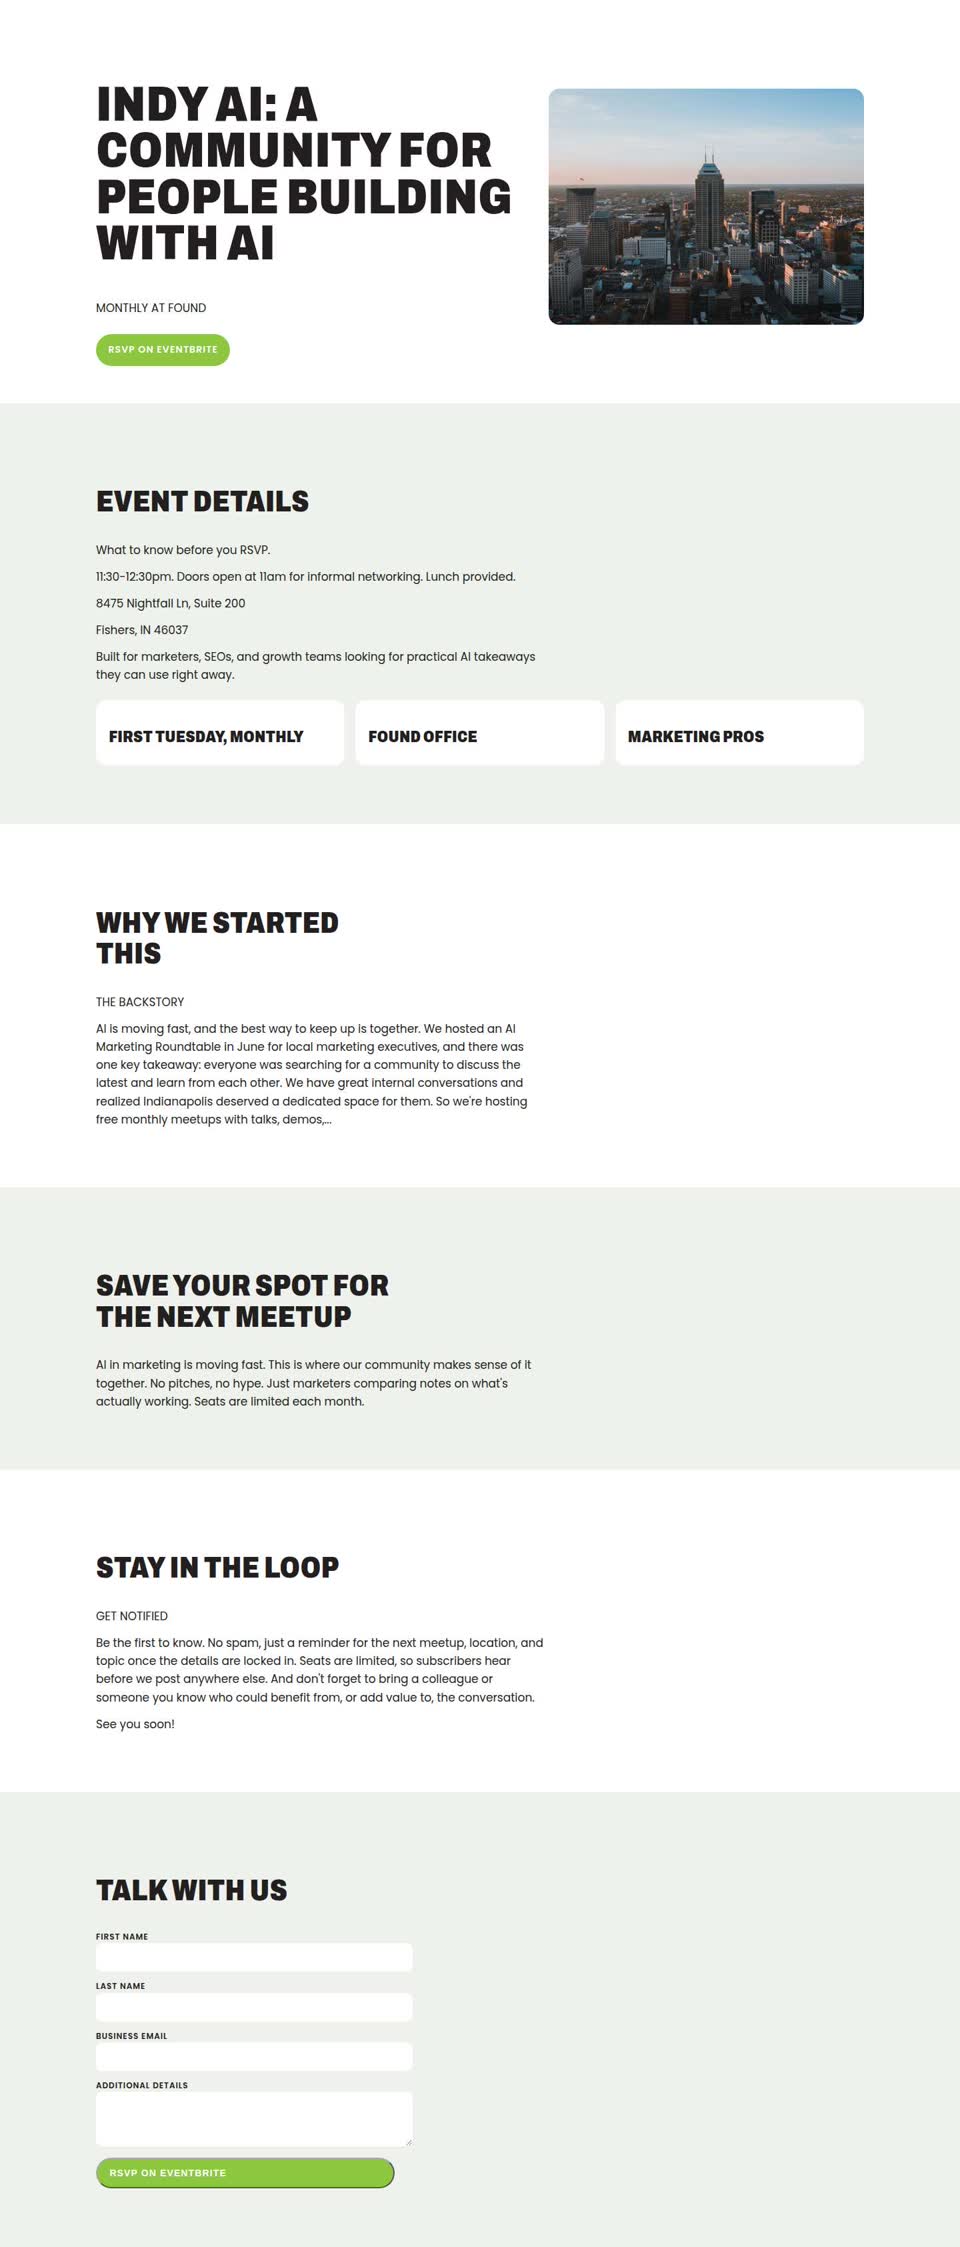 INDY AI: A
COMMUNITY FOR
PEOPLE BUILDING
WITH AI
MONTHLY AT FOUND
RSVP ON EVENTBRITE
EVENT DETAILS
What to know before you RSVP.
11:30-12:30pm. Doors open at 11am for informal networking. Lunch provided.
8475 Nightfall Ln, Suite 200
Fishers, IN 46037
Built for marketers, SEOs, and growth teams looking for practical AI takeaways
they can use right away.
FIRST TUESDAY, MONTHLY
FOUND OFFICE
MARKETING PROS
WHY WE STARTED
THIS
THE BACKSTORY
AI is moving fast, and the best way to keep up is together. We hosted an AI
Marketing Roundtable in June for local marketing executives, and there was
one key takeaway: everyone was searching for a community to discuss the
latest and learn from each other. We have great internal conversations and
realized Indianapolis deserved a dedicated space for them. So we're hosting
free monthly meetups with talks, demos,...
SAVE YOUR SPOT FOR
THE NEXT MEETUP
AI in marketing is moving fast. This is where our community makes sense of it
together. No pitches, no hype. Just marketers comparing notes on what's
actually working. Seats are limited each month.
STAY IN THE LOOP
GET NOTIFIED
Be the first to know. No spam, just a reminder for the next meetup, location, and
topic once the details are locked in. Seats are limited, so subscribers hear
before we post anywhere else. And don't forget to bring a colleague or
someone you know who could benefit from, or add value to, the conversation.
See you soon!
TALK WITH US
FIRST NAME
LAST NAME
BUSINESS EMAIL
ADDITIONAL DETAILS
RSVP ON EVENTBRITE